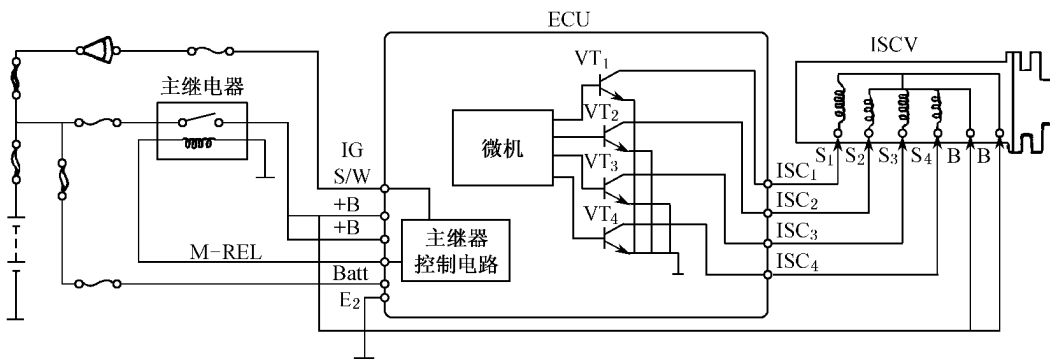 ECU
ISCV
主继电器
VT₁
VT₂
VT₃
VT₄
微机
IG
S/W
+B
+B
M-REL
Batt
E₂
主继器
控制电路
ISC₁
ISC₂
ISC₃
ISC₄
S₁ S₂ S₃ S₄ B B